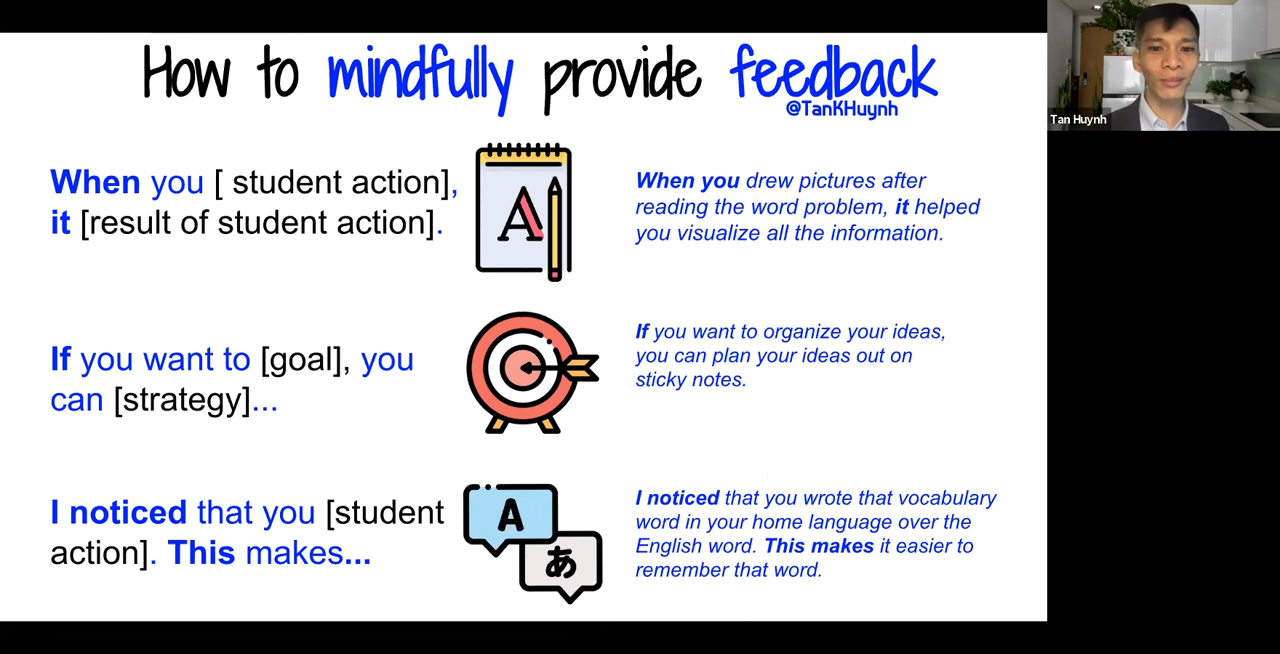 How to mindfully provide feedback
@TanKHuynh
Tan Huynh
When you [ student action],
it [result of student action].
A
When you drew pictures after
reading the word problem, it helped
you visualize all the information.
If you want to [goal], you
can [strategy]...
If you want to organize your ideas,
you can plan your ideas out on
sticky notes.
I noticed that you [student
action]. This makes...
A
あ
I noticed that you wrote that vocabulary
word in your home language over the
English word. This makes it easier to
remember that word.